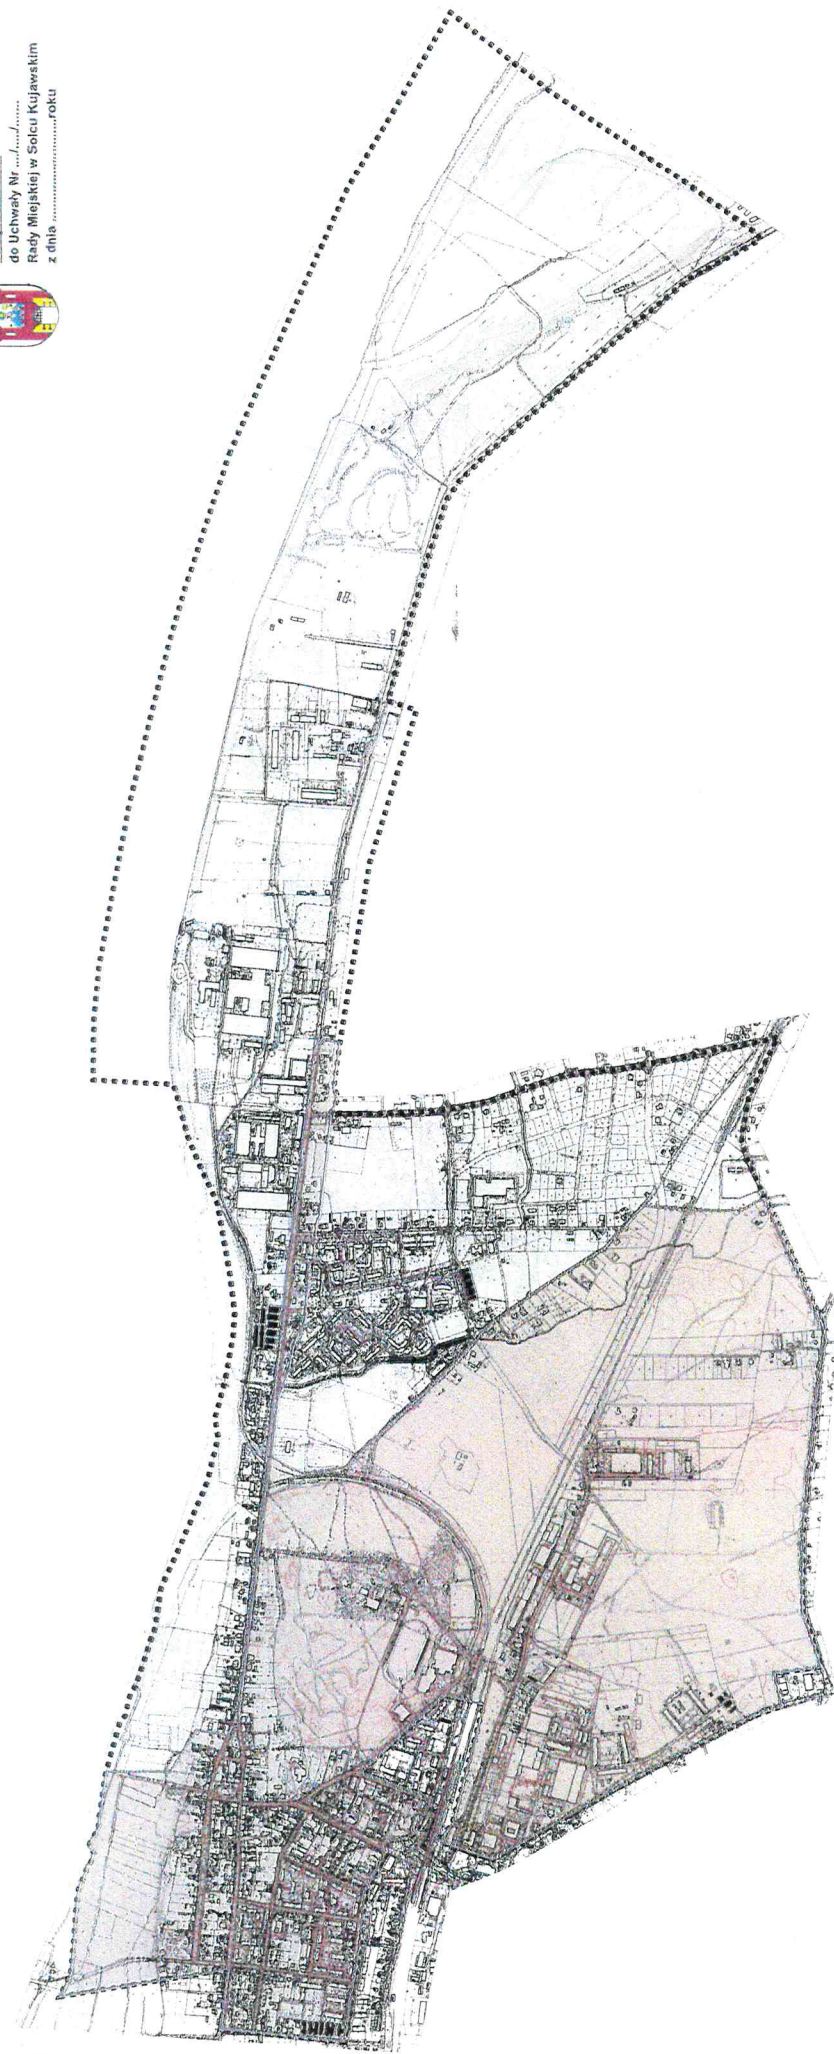 do Uchwały Nr ..../...../........
Rady Miejskiej w Solcu Kujawskim
z dnia ..........................roku